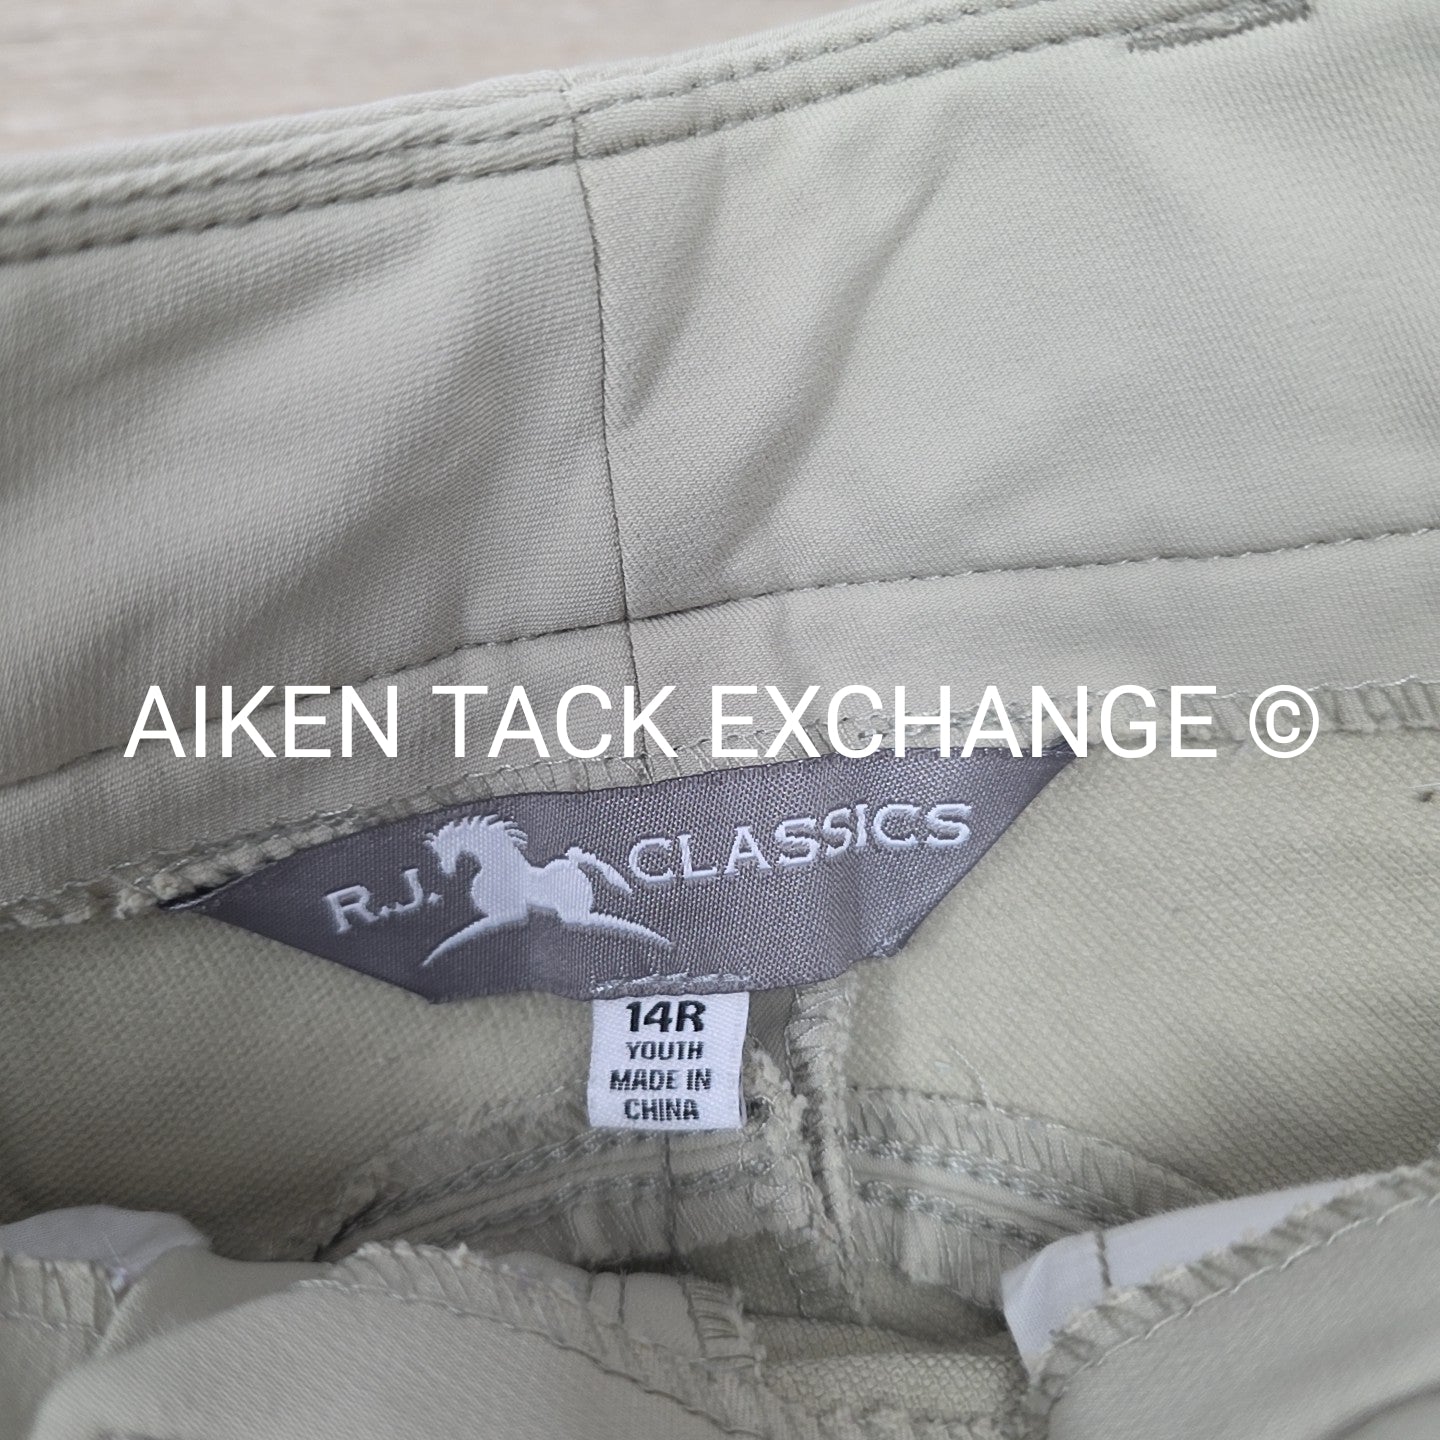 AIKEN TACK EXCHANGE ©
R.J. CLASSICS
14R
YOUTH
MADE IN
CHINA